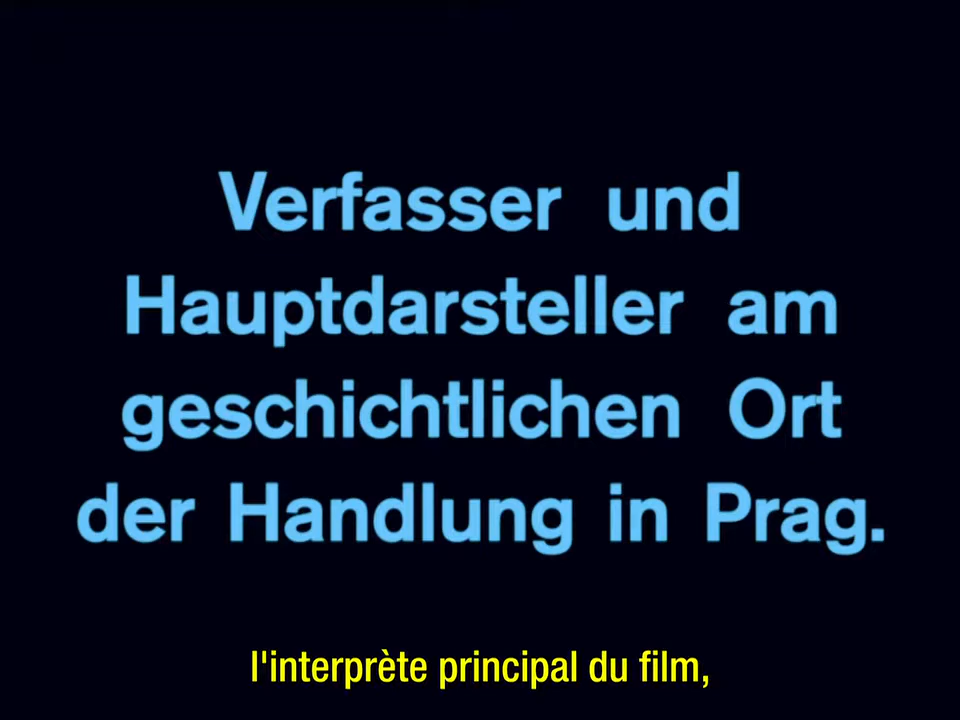 Verfasser und
Hauptdarsteller am
geschichtlichen Ort
der Handlung in Prag.
l'interprète principal du film,